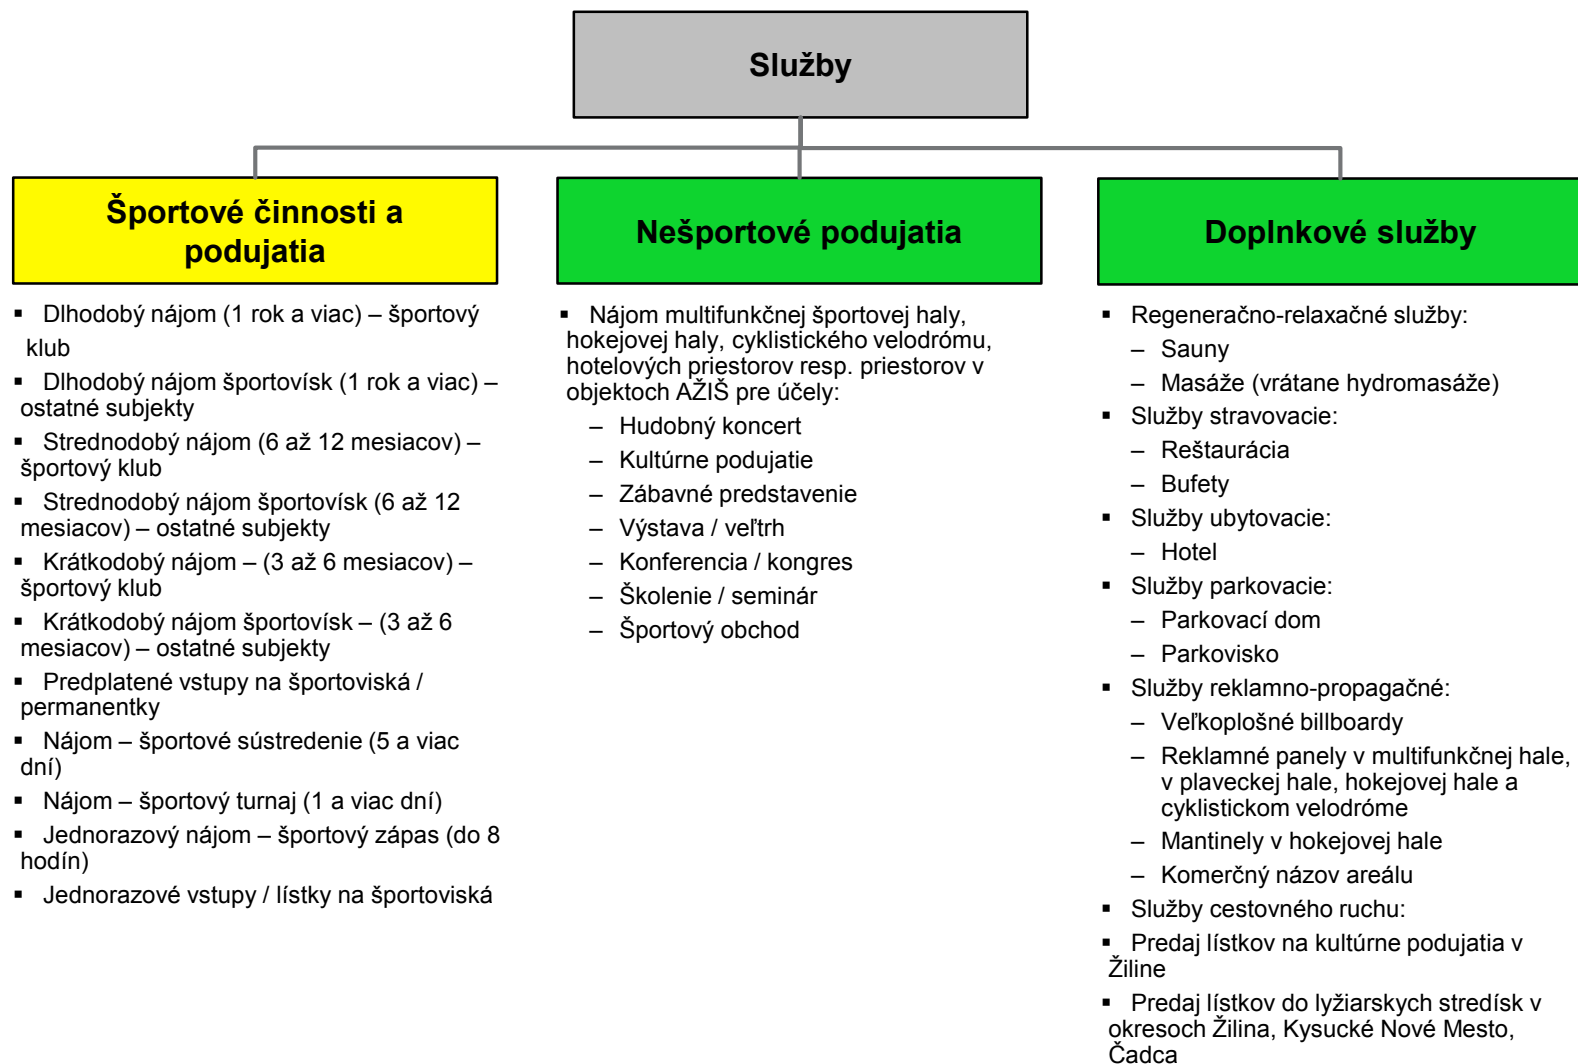 Služby
Športové činnosti a
podujatia
▪ Dlhodobý nájom (1 rok a viac) – športový
klub
▪ Dlhodobý nájom športovísk (1 rok a viac) –
ostatné subjekty
▪ Strednodobý nájom (6 až 12 mesiacov) –
športový klub
▪ Strednodobý nájom športovísk (6 až 12
mesiacov) – ostatné subjekty
▪ Krátkodobý nájom – (3 až 6 mesiacov) –
športový klub
▪ Krátkodobý nájom športovísk – (3 až 6
mesiacov) – ostatné subjekty
▪ Predplatené vstupy na športoviská /
permanentky
▪ Nájom – športové sústredenie (5 a viac
dní)
▪ Nájom – športový turnaj (1 a viac dní)
▪ Jednorazový nájom – športový zápas (do 8
hodín)
▪ Jednorazové vstupy / lístky na športoviská
Nešportové podujatia
▪ Nájom multifunkčnej športovej haly,
hokejovej haly, cyklistického velodrómu,
hotelových priestorov resp. priestorov v
objektoch AŽIŠ pre účely:
– Hudobný koncert
– Kultúrne podujatie
– Zábavné predstavenie
– Výstava / veľtrh
– Konferencia / kongres
– Školenie / seminár
– Športový obchod
Doplnkové služby
▪ Regeneračno-relaxačné služby:
– Sauny
– Masáže (vrátane hydromasáže)
▪ Služby stravovacie:
– Reštaurácia
– Bufety
▪ Služby ubytovacie:
– Hotel
▪ Služby parkovacie:
– Parkovací dom
– Parkovisko
▪ Služby reklamno-propagačné:
– Veľkoplošné billboardy
– Reklamné panely v multifunkčnej hale,
v plaveckej hale, hokejovej hale a
cyklistickom velodróme
– Mantinely v hokejovej hale
– Komerčný názov areálu
▪ Služby cestovného ruchu:
▪ Predaj lístkov na kultúrne podujatia v
Žiline
▪ Predaj lístkov do lyžiarskych stredísk v
okresoch Žilina, Kysucké Nové Mesto,
Čadca